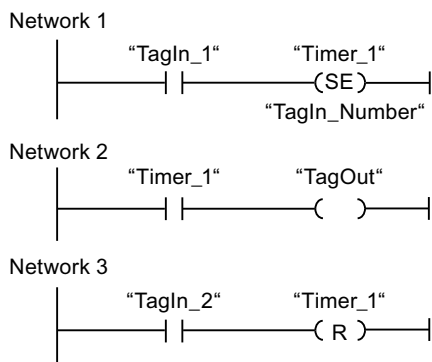 Network 1
“TagIn_1“ “Timer_1“
SE
“TagIn_Number“
Network 2
“Timer_1“ “TagOut“
Network 3
“TagIn_2“ “Timer_1“
R